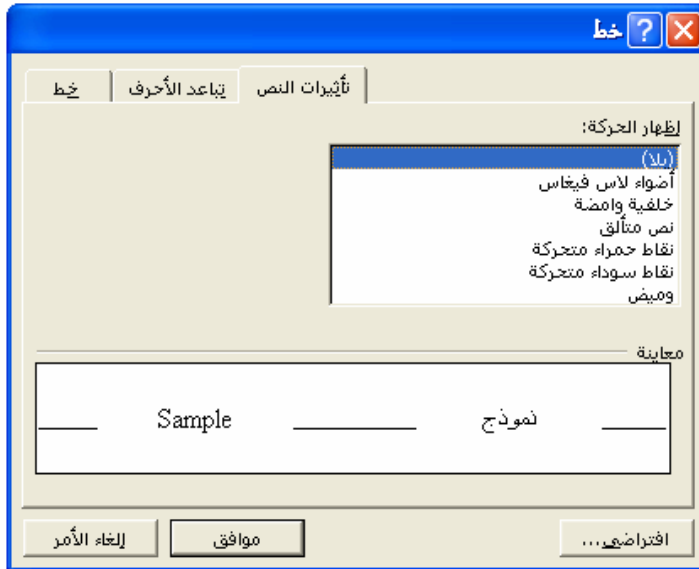 خط
خط تباعد الأحرف تأثيرات النص
إظهار الحركة:
(بلا)
أضواء لاس فيغاس
خلفية وامضة
نص متألق
نقاط حمراء متحركة
نقاط سوداء متحركة
وميض
معاينة
نموذج Sample
افتراضي... موافق إلغاء الأمر